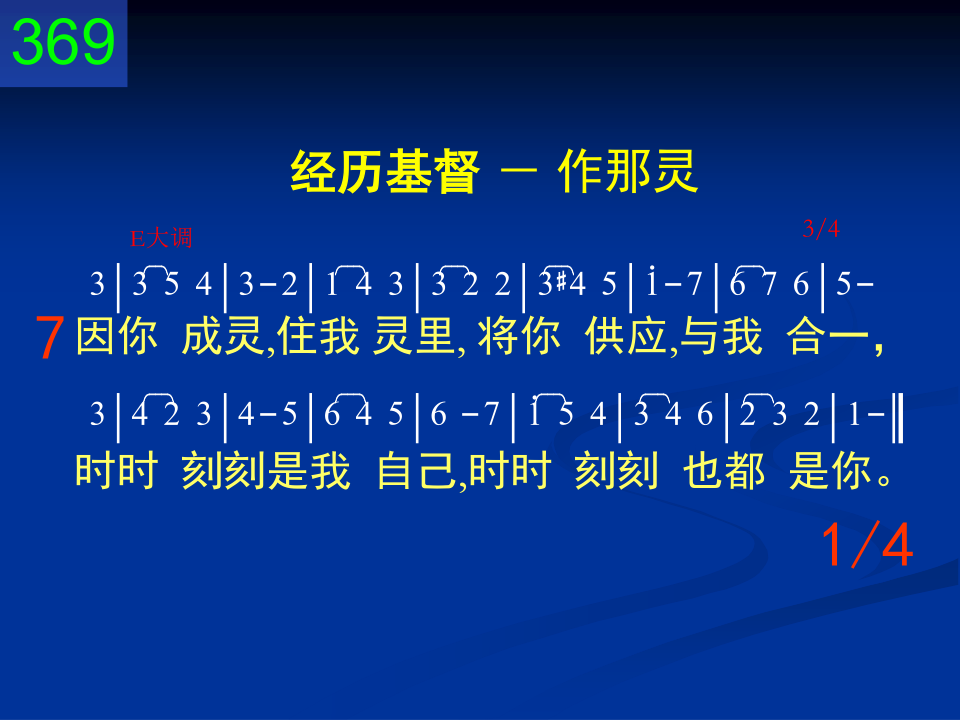 369
经历基督 － 作那灵
E大调 3/4
3|3 5 4|3-2|1 4 3|3 2 2|3#4 5|i-7|6 7 6|5-
7 因你 成灵,住我 灵里, 将你 供应,与我 合一，
3|4 2 3|4-5|6 4 5|6 -7|i 5 4|3 4 6|2 3 2|1-‖
时时 刻刻是我 自己,时时 刻刻 也都 是你。
1/4